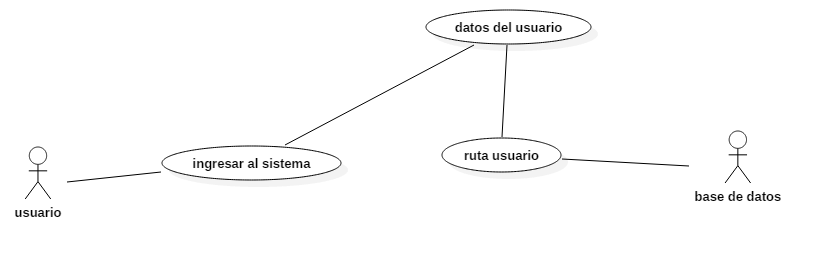 datos del usuario
ingresar al sistema
ruta usuario
usuario
base de datos